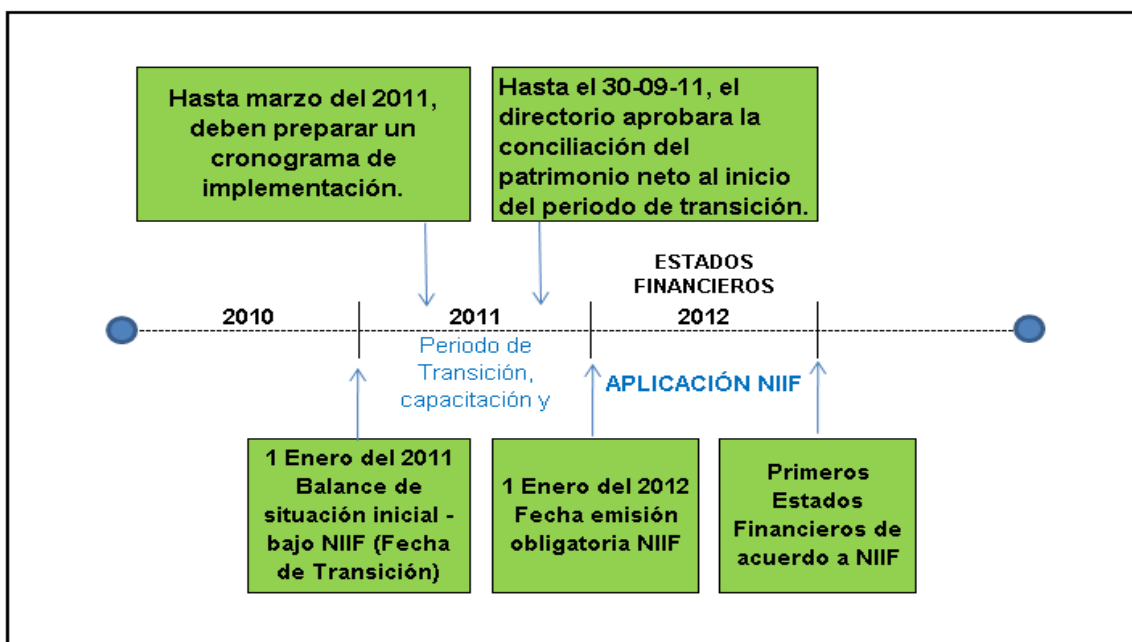 Hasta marzo del 2011,
deben preparar un
cronograma de
implementación.
Hasta el 30-09-11, el
directorio aprobara la
conciliación del
patrimonio neto al inicio
del periodo de transición.
ESTADOS
FINANCIEROS
2010
2011
2012
Periodo de
Transición,
capacitación y
APLICACIÓN NIIF
1 Enero del 2011
Balance de
situación inicial -
bajo NIIF (Fecha
de Transición)
1 Enero del 2012
Fecha emisión
obligatoria NIIF
Primeros
Estados
Financieros de
acuerdo a NIIF